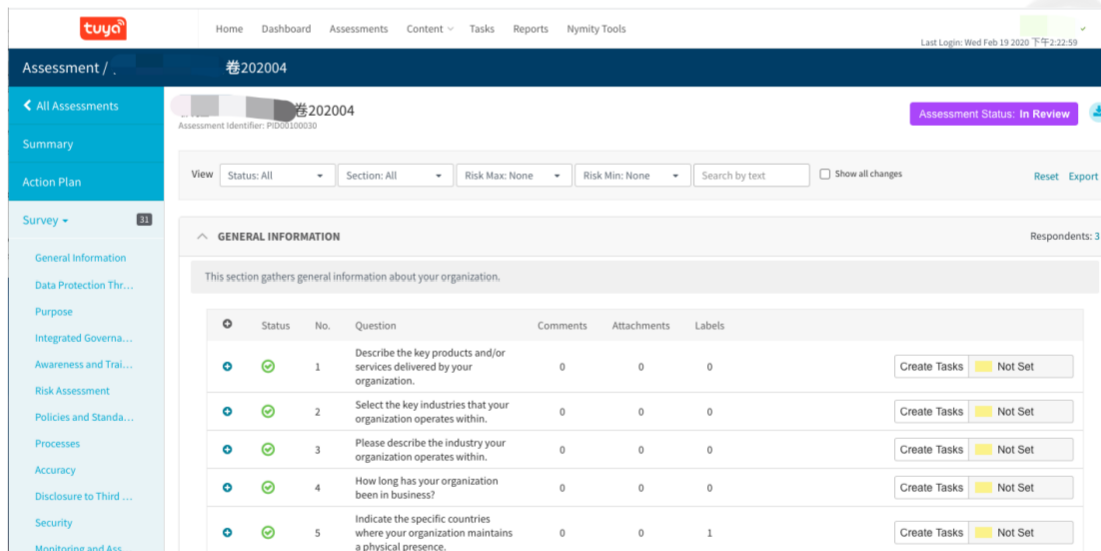 tuya
Home Dashboard Assessments Content Tasks Reports Nymity Tools
Last Login: Wed Feb 19 2020 下午2:22:59
Assessment / 卷202004
All Assessments
Summary
Action Plan
Survey 31
General Information
Data Protection Thr...
Purpose
Integrated Governa...
Awareness and Trai...
Risk Assessment
Policies and Standa...
Processes
Accuracy
Disclosure to Third ...
Security
Monitoring and Ass
卷202004
Assessment Identifier: PID00100030
Assessment Status: In Review
View Status: All Section: All Risk Max: None Risk Min: None Search by text Show all changes
Reset Export
GENERAL INFORMATION Respondents: 3
This section gathers general information about your organization.
Status No. Question Comments Attachments Labels
1 Describe the key products and/or services delivered by your organization. 0 0 0 Create Tasks Not Set
2 Select the key industries that your organization operates within. 0 0 0 Create Tasks Not Set
3 Please describe the industry your organization operates within. 0 0 0 Create Tasks Not Set
4 How long has your organization been in business? 0 0 0 Create Tasks Not Set
5 Indicate the specific countries where your organization maintains a physical presence. 0 0 1 Create Tasks Not Set